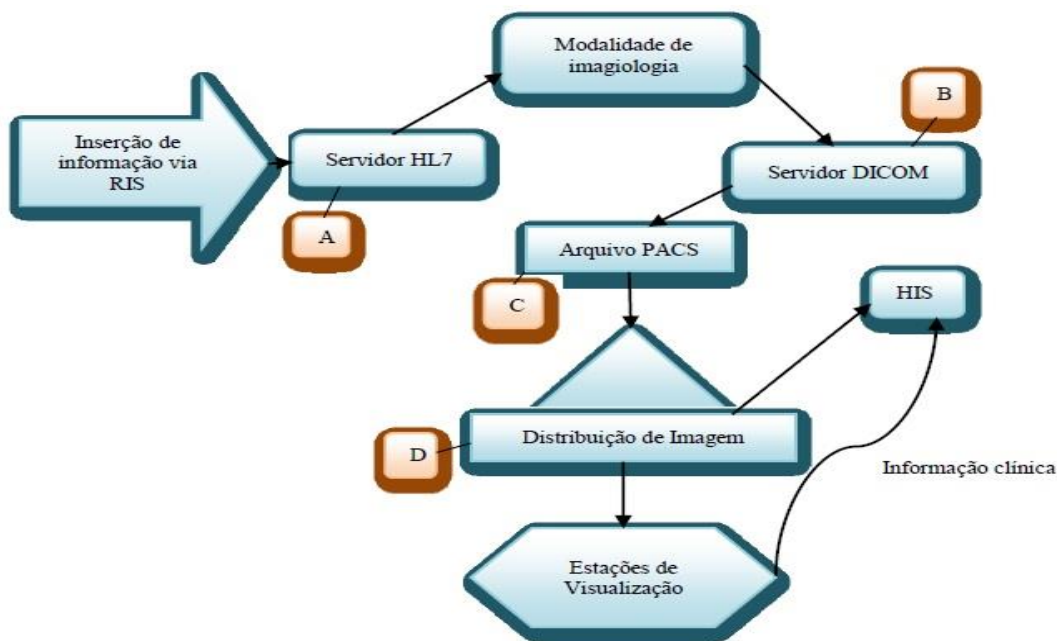 Modalidade de
imagiologia
B
Inserção de
informação via
RIS
Servidor HL7
Servidor DICOM
A
Arquivo PACS
C
HIS
Distribuição de Imagem
D
Informação clínica
Estações de
Visualização